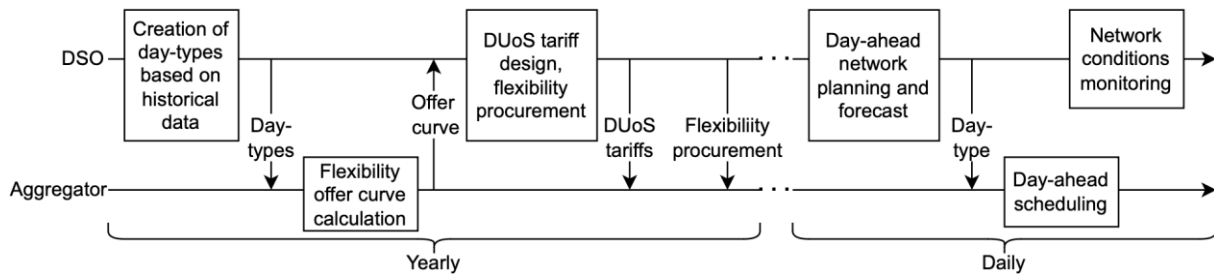 DSO
Creation of
day-types
based on
historical
data
Day-
types
Offer
curve
DUoS tariff
design,
flexibility
procurement
DUoS
tariffs
Flexibiliity
procurement
Day-ahead
network
planning and
forecast
Day-
type
Network
conditions
monitoring
Aggregator
Flexibility
offer curve
calculation
Day-ahead
scheduling
Yearly
Daily